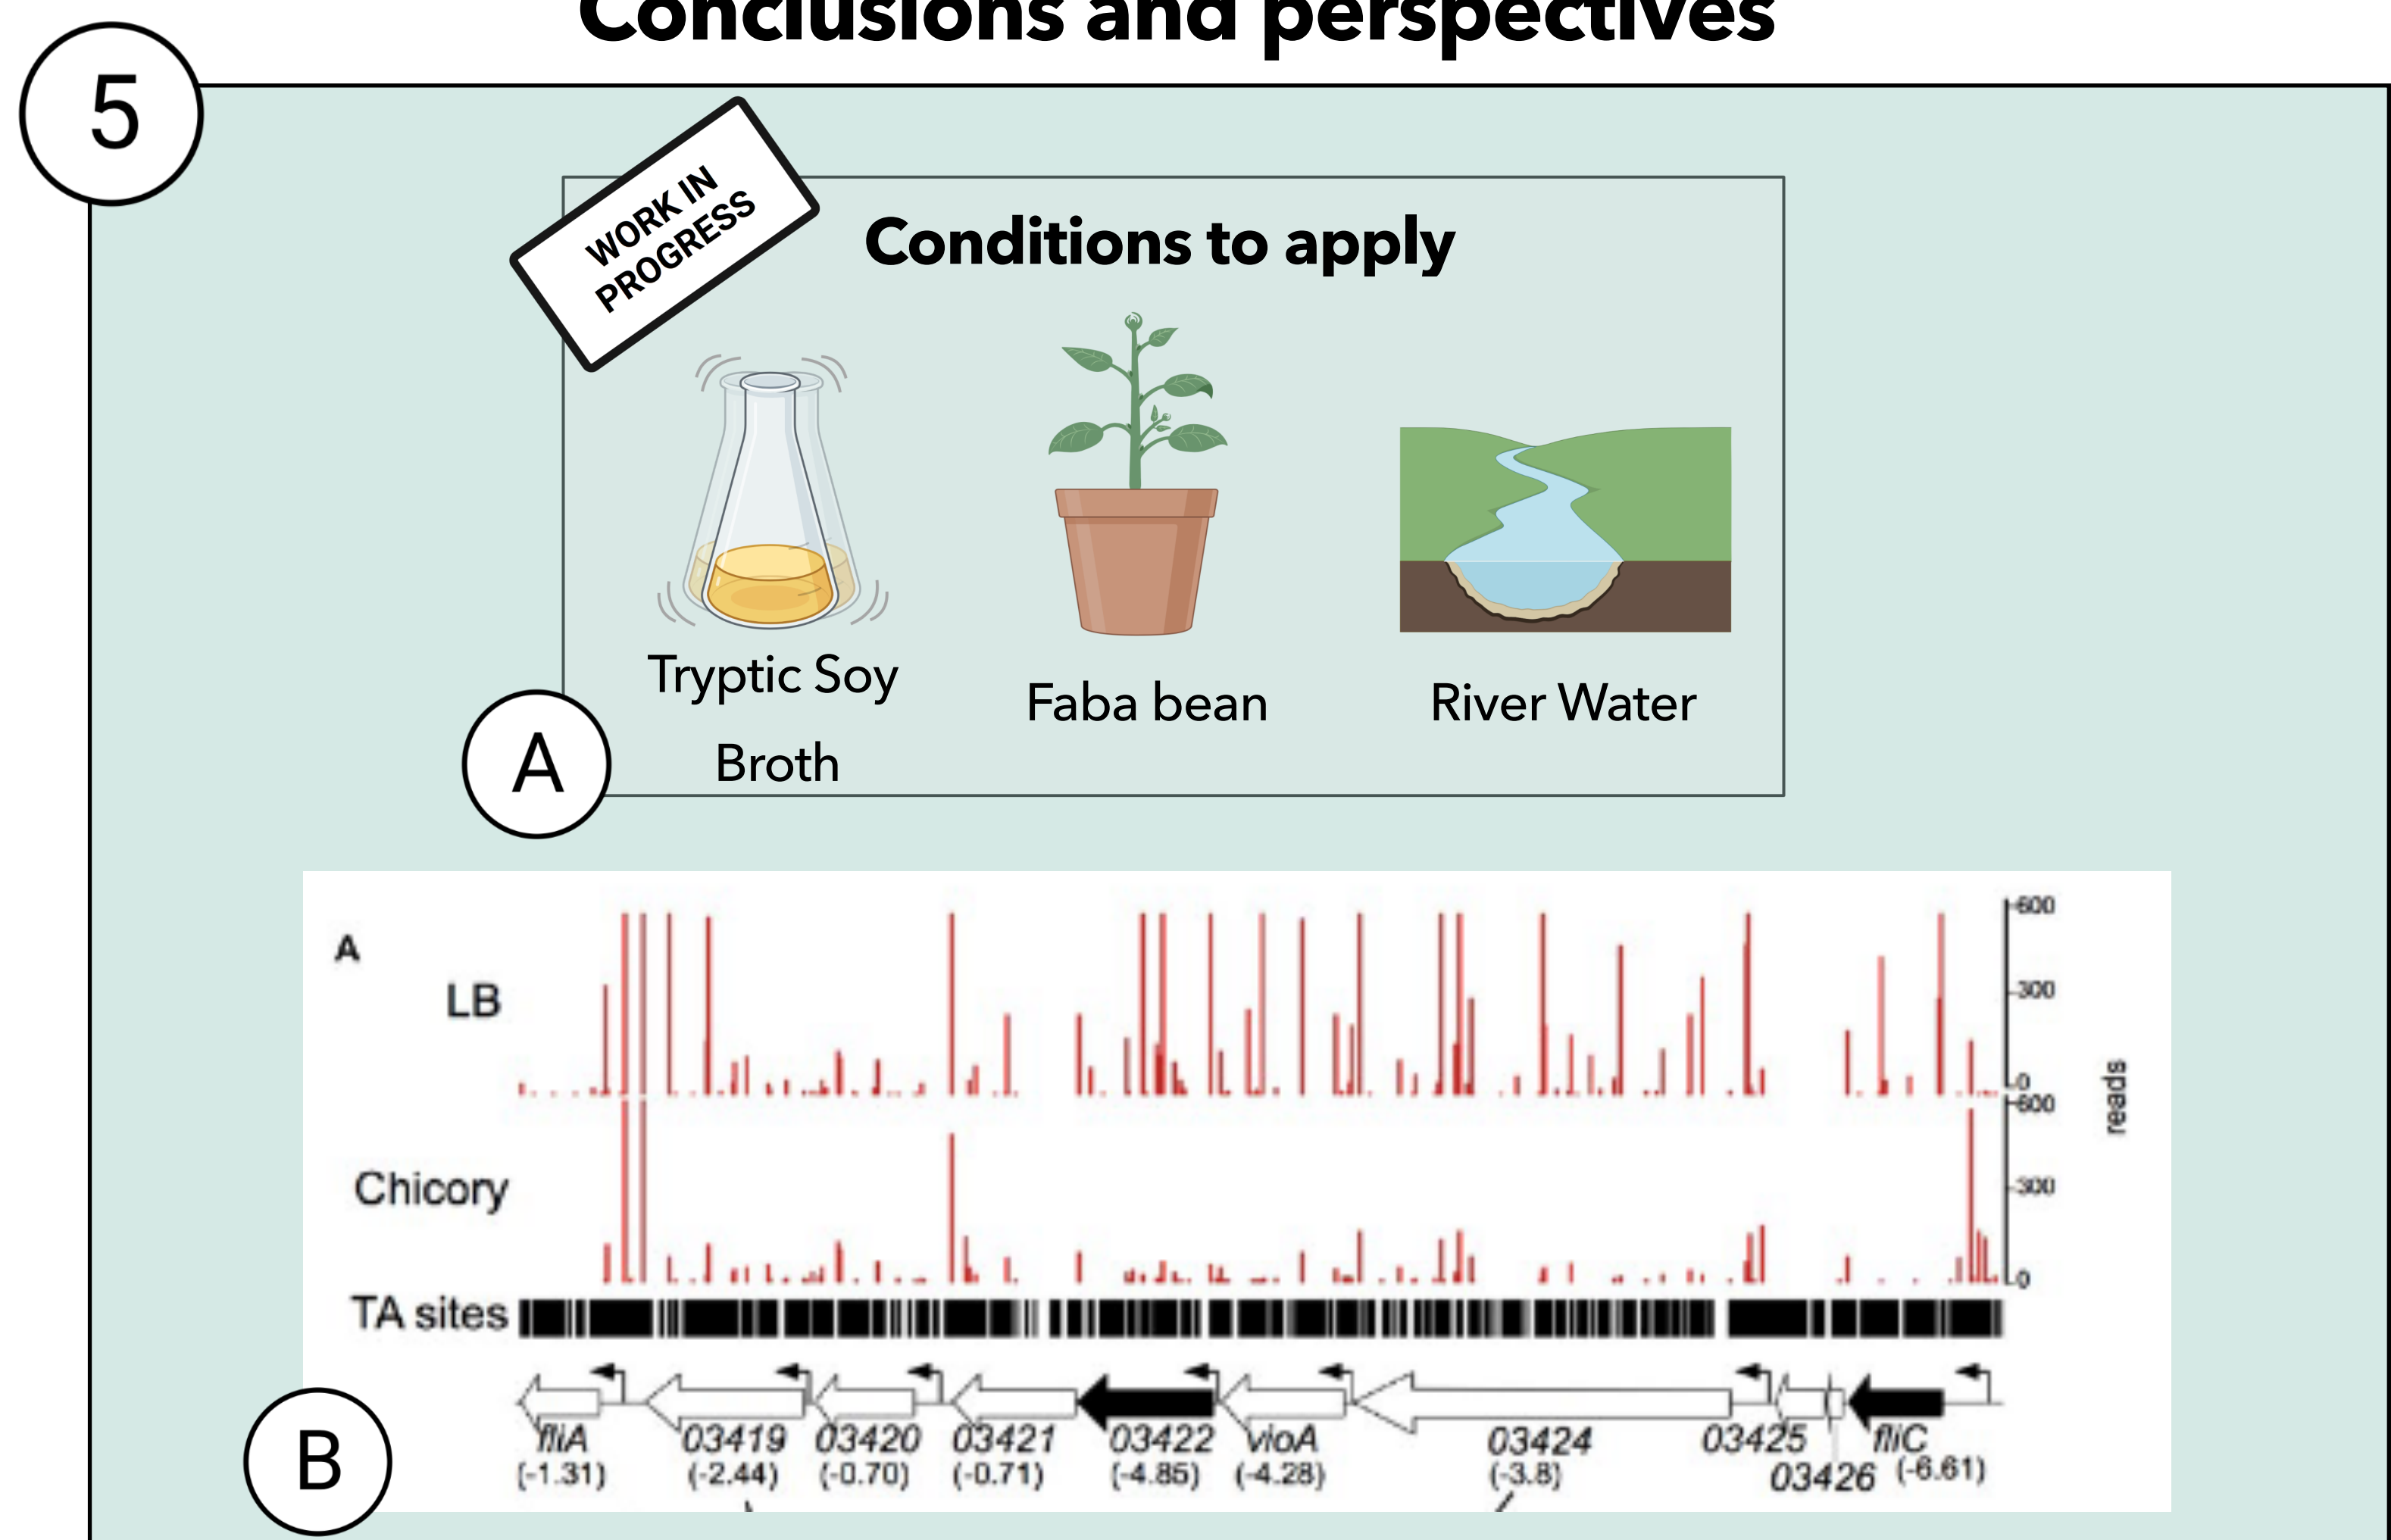 Conclusions and perspectives
5
WORK IN
PROGRESS
Conditions to apply
Tryptic Soy
Broth
Faba bean
River Water
A
A
LB
600
300
0
reads
Chicory
600
300
0
TA sites
fliA 03419 03420 03421 03422 vioA 03424 03425 fliC
03426
(-1.31) (-2.44) (-0.70) (-0.71) (-4.85) (-4.28) (-3.8) (-6.61)
B